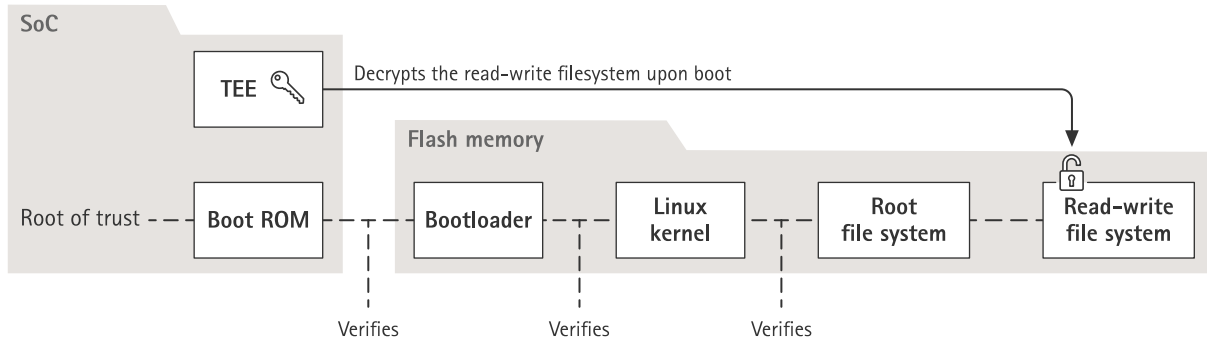 SoC
TEE
Decrypts the read-write filesystem upon boot
Flash memory
Root of trust
Boot ROM
Bootloader
Linux
kernel
Root
file system
Read-write
file system
Verifies
Verifies
Verifies